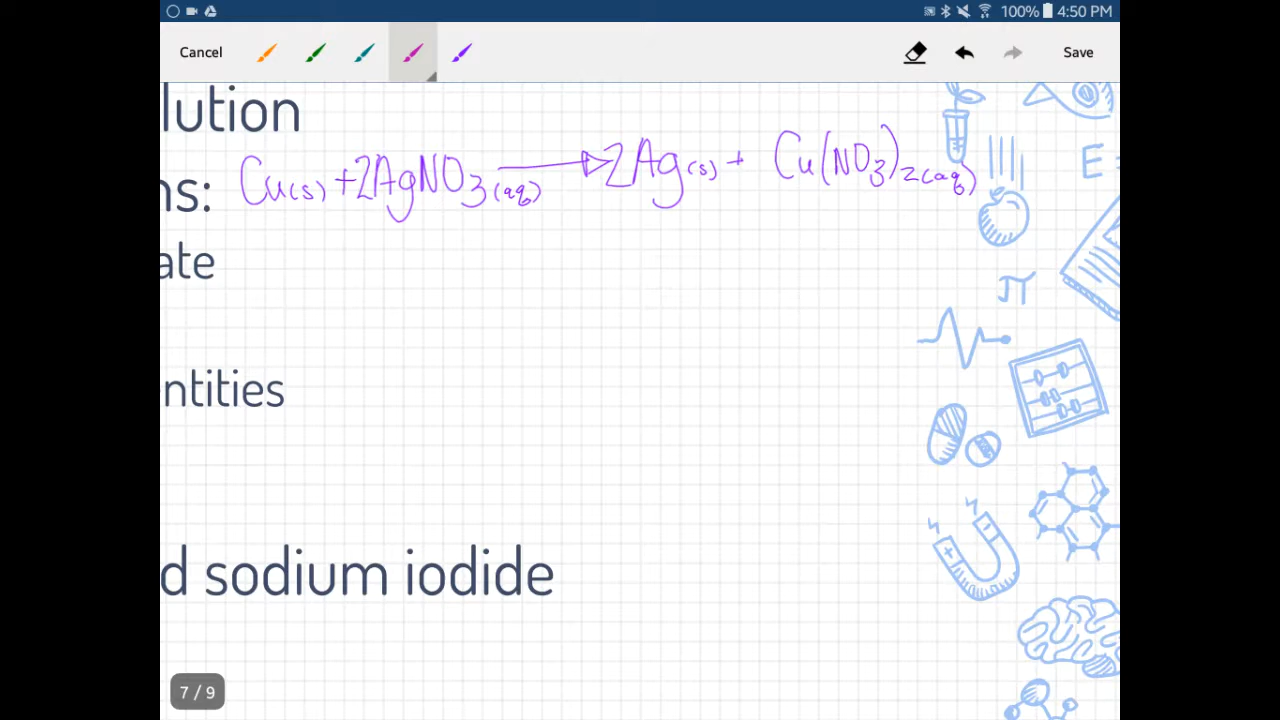 100% 4:50 PM
Cancel Save
lution
ns: Cu(s) + 2AgNO3(aq) → 2Ag(s) + Cu(NO3)2(aq)
ate
ntities
d sodium iodide
E =
π
7 / 9